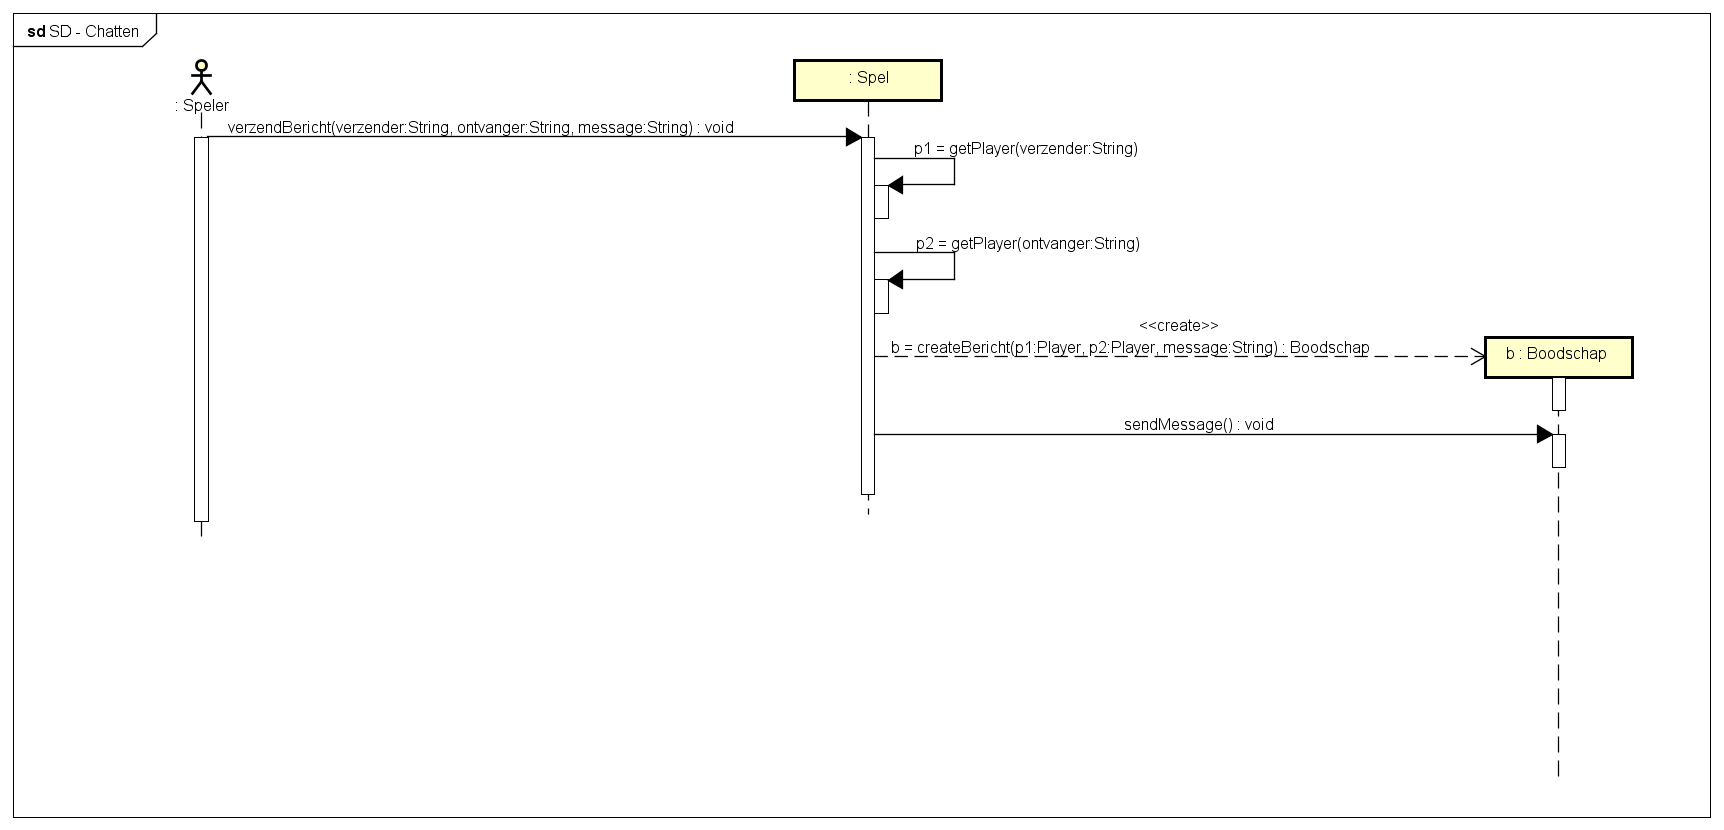 sd SD - Chatten
: Speler
: Spel
verzendBericht(verzender:String, ontvanger:String, message:String) : void
p1 = getPlayer(verzender:String)
p2 = getPlayer(ontvanger:String)
<<create>>
b = createBericht(p1:Player, p2:Player, message:String) : Boodschap
b : Boodschap
sendMessage() : void